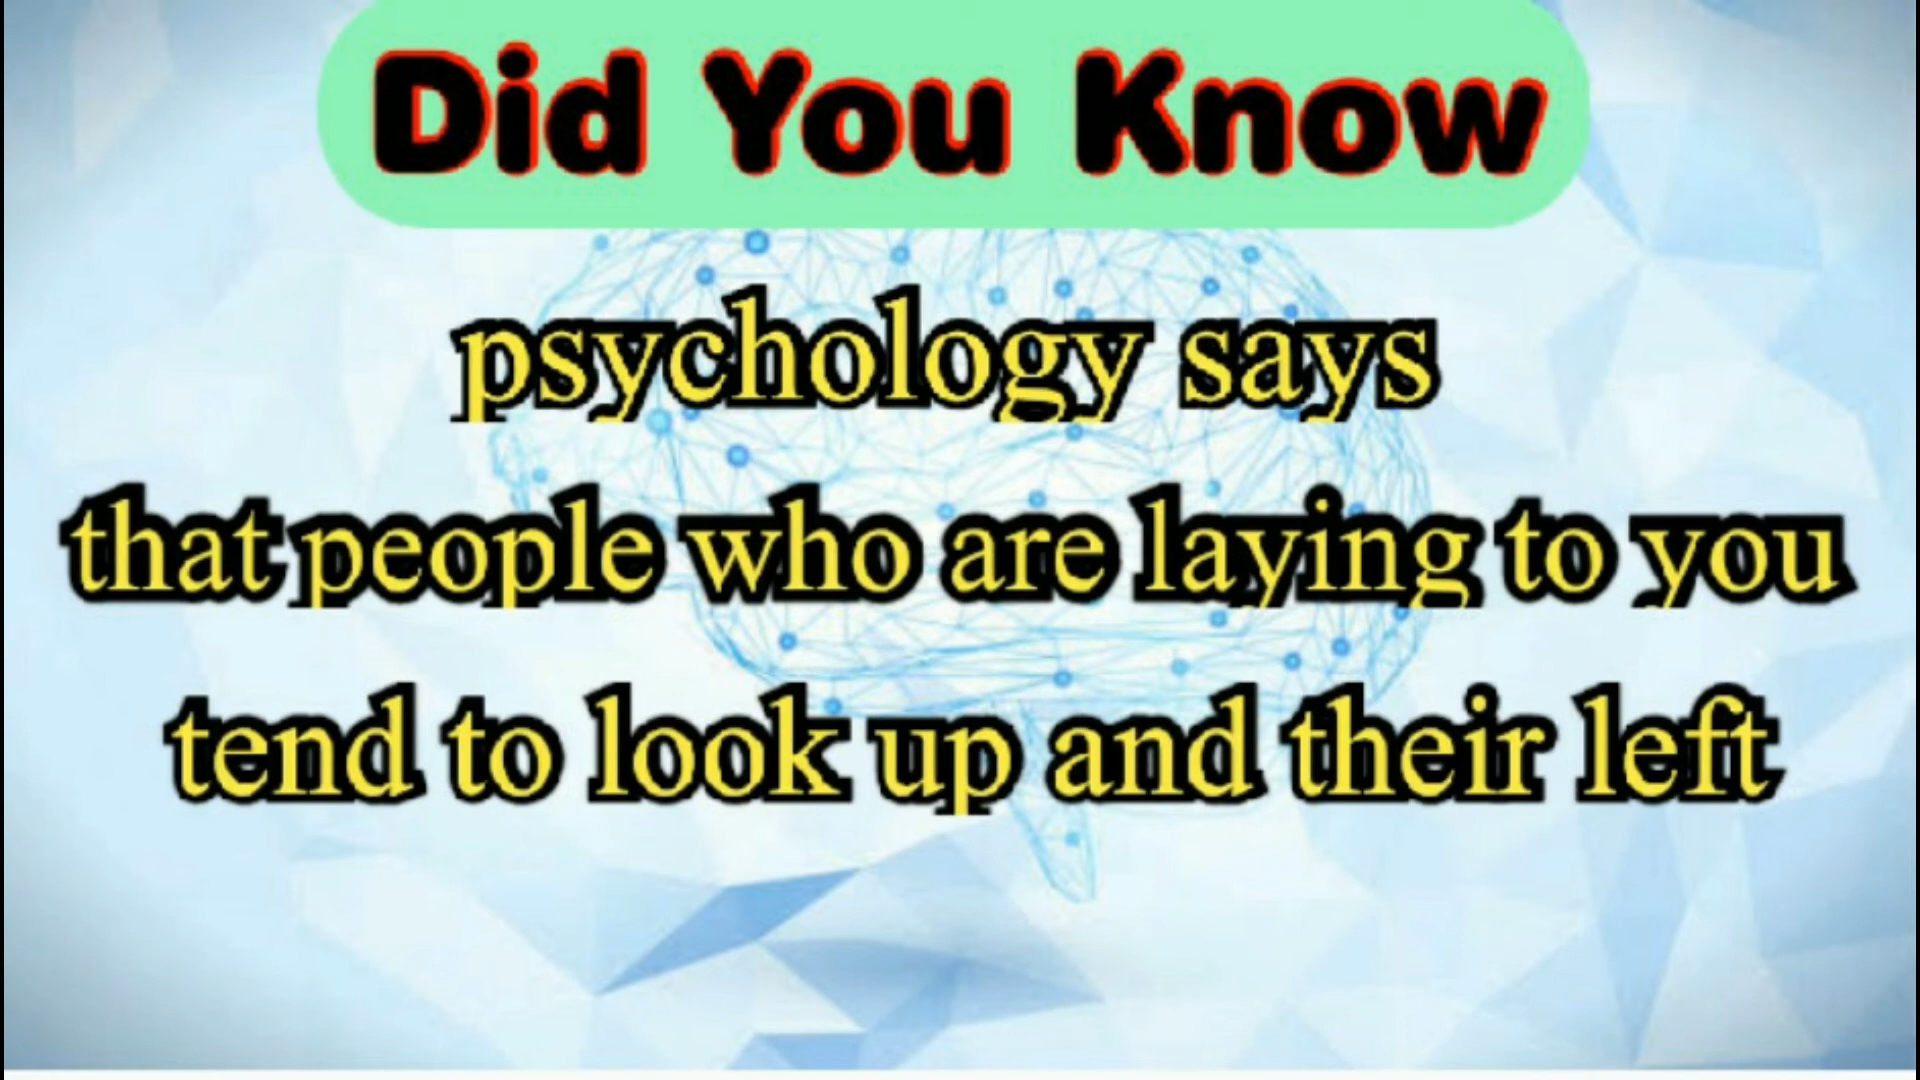 Did You Know
psychology says
that people who are laying to you
tend to look up and their left